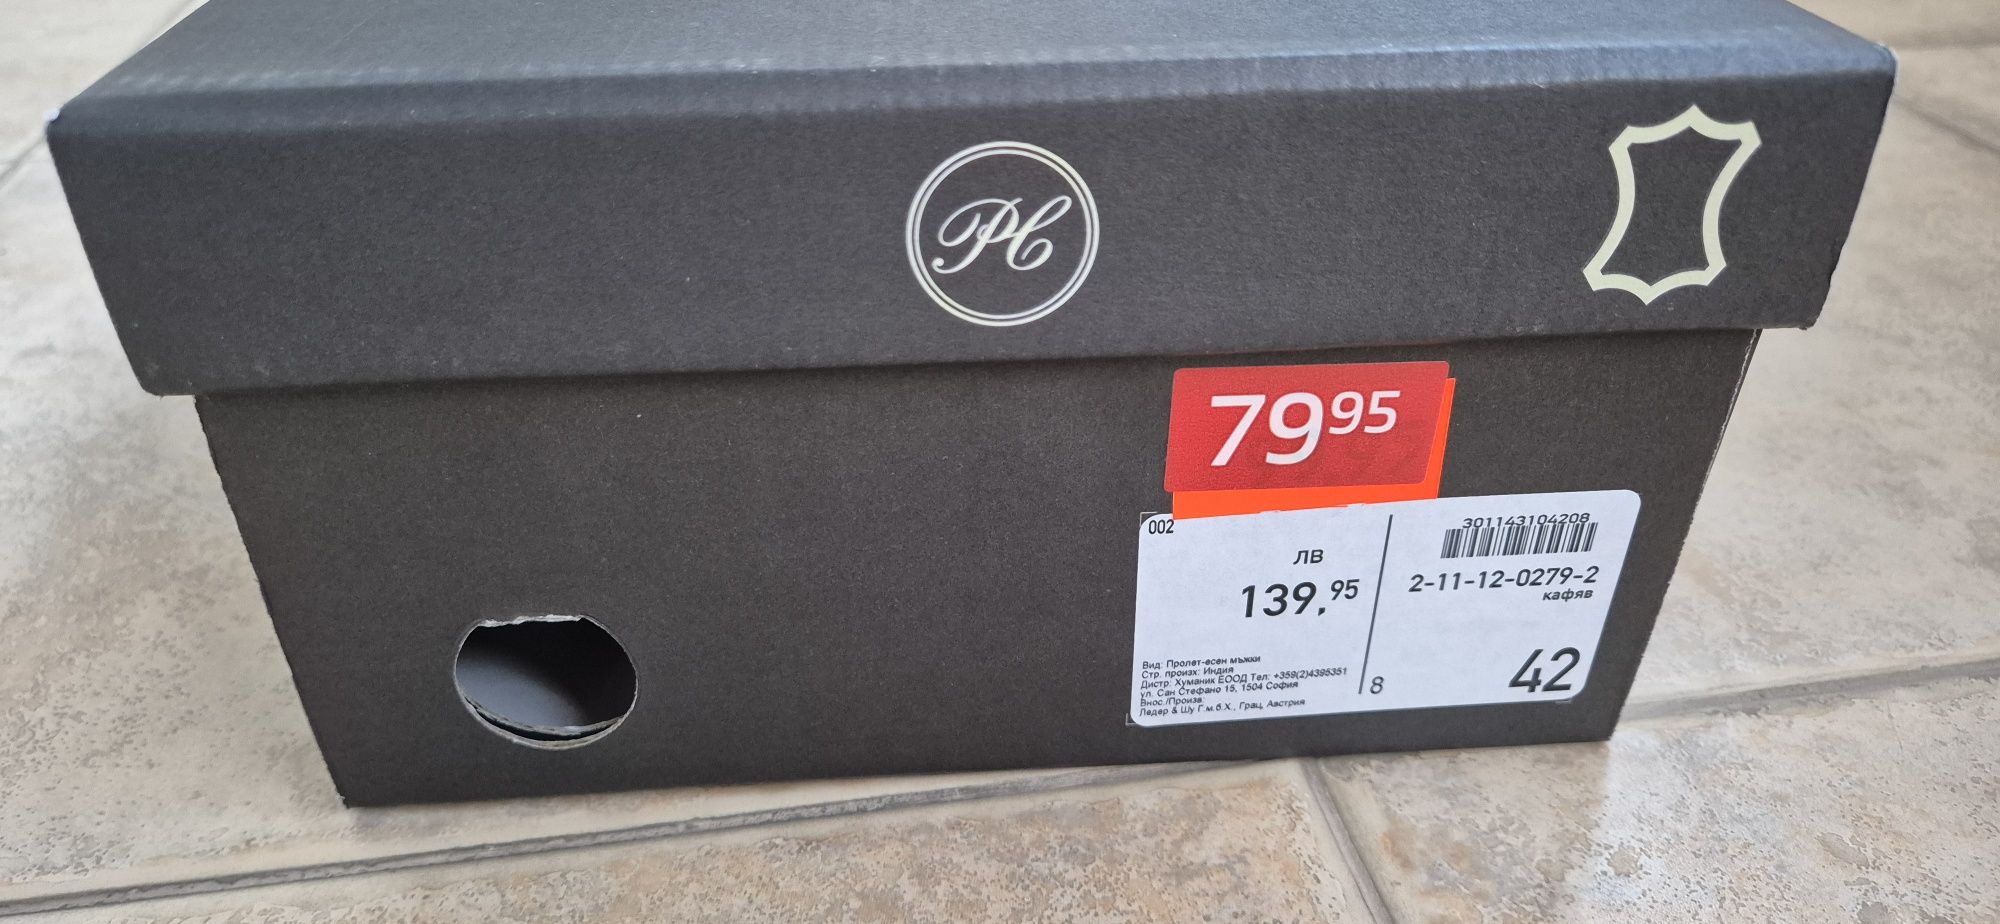 PC
79 95
002
лв
139,95
301143104208
2-11-12-0279-2
кафяв
Вид: Пролет-есен мъжки
Стр. произх: Индия
Дистр: Хуманик ЕООД Тел: +359(2)4395351
ул. Сан Стефано 15, 1504 София
Внос./Произв:
Ледер & Шу Г.м.б.Х., Грац, Австрия
8
42